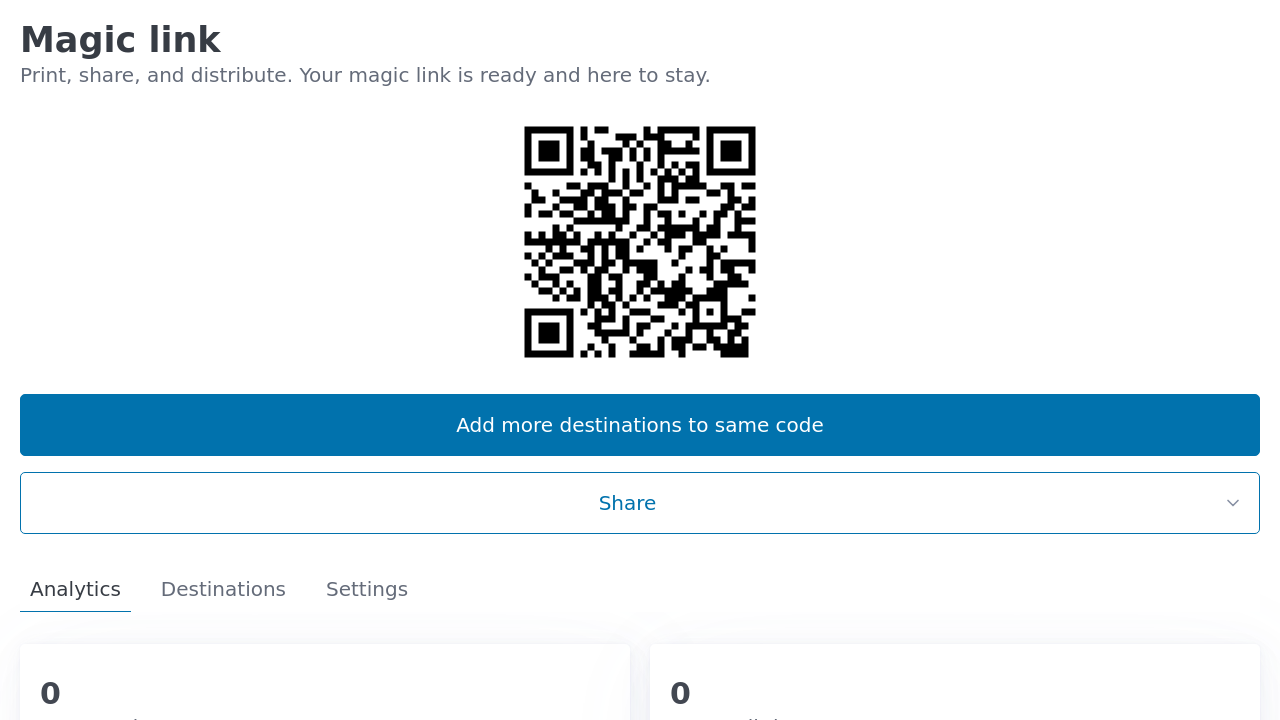 Magic link
Print, share, and distribute. Your magic link is ready and here to stay.
Add more destinations to same code
Share
Analytics
Destinations
Settings
0
0